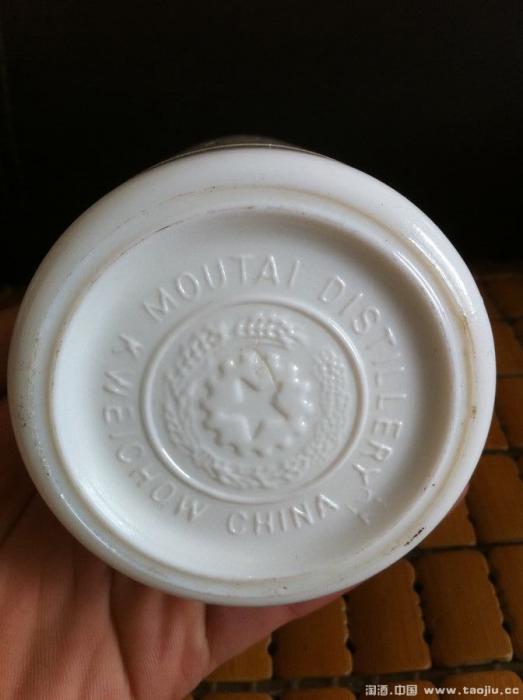 MOUTAI DISTILLERY
KWEICHOW CHINA
淘酒.中国 www.taojiu.cc